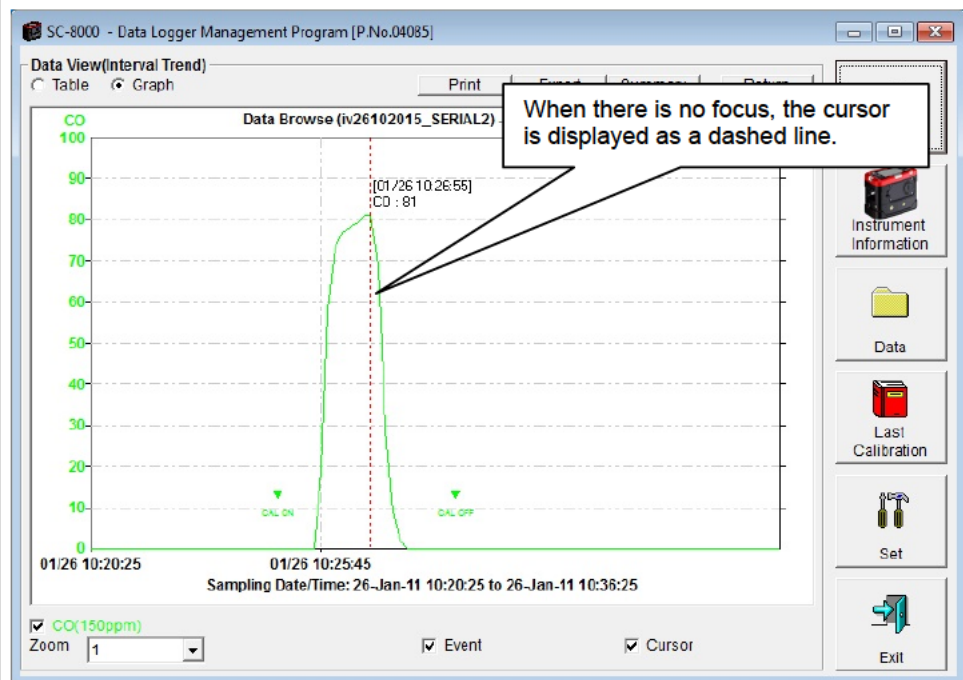 SC-8000 - Data Logger Management Program [P.No.04085]
Data View(Interval Trend)
Table Graph
Print
When there is no focus, the cursor
is displayed as a dashed line.
CO
Data Browse (iv26102015_SERIAL2)
100
90
[01/26 10:26:55]
CO : 81
80
70
60
50
40
30
20
10
CAL ON
CAL OFF
0
01/26 10:20:25
01/26 10:25:45
Sampling Date/Time: 26-Jan-11 10:20:25 to 26-Jan-11 10:36:25
CO(150ppm)
Zoom
1
Event
Cursor
Instrument
Information
Data
Last
Calibration
Set
Exit